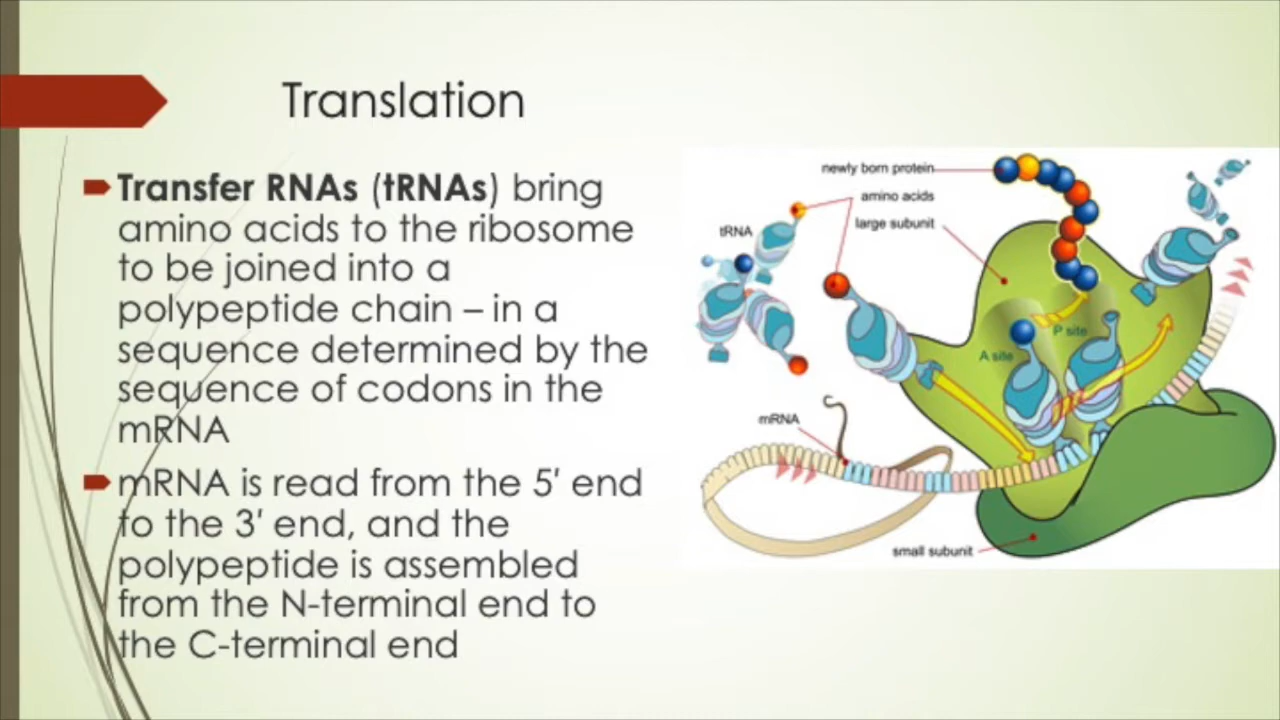 Translation
Transfer RNAs (tRNAs) bring
amino acids to the ribosome
to be joined into a
polypeptide chain – in a
sequence determined by the
sequence of codons in the
mRNA
mRNA is read from the 5' end
to the 3' end, and the
polypeptide is assembled
from the N-terminal end to
the C-terminal end
newly born protein
amino acids
tRNA
large subunit
P site
A site
mRNA
small subunit